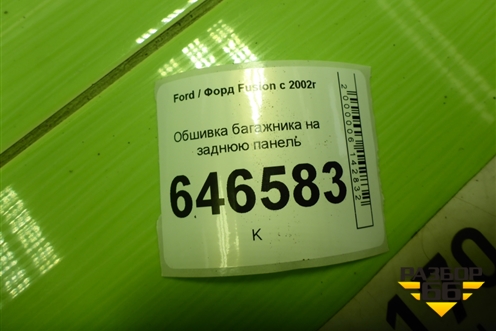 Ford / Форд Fusion с 2002г
Обшивка багажника на
заднюю панель
646583
К
2000006142832
РАЗБОР
66